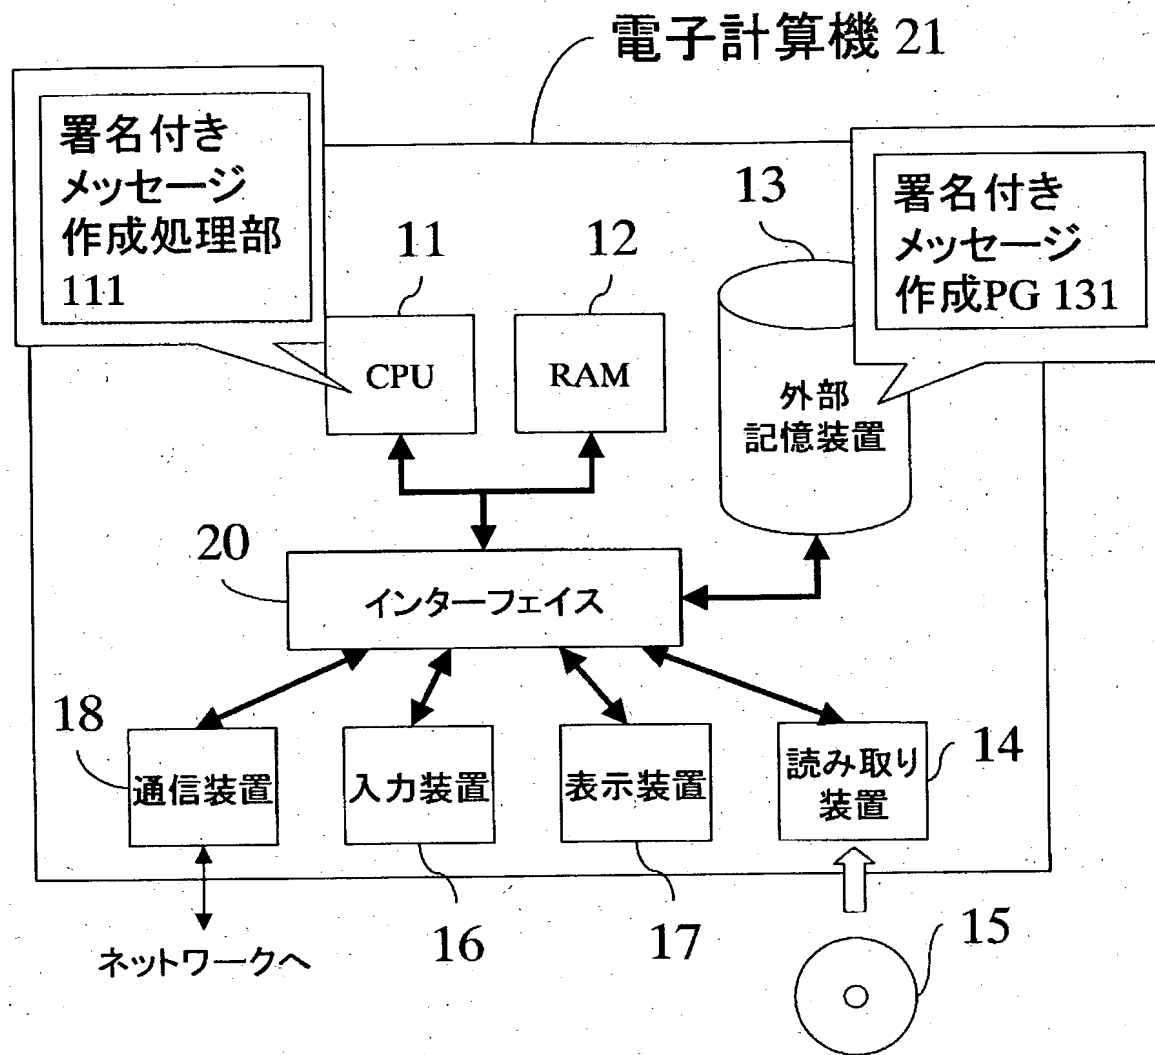 電子計算機 21
署名付き
メッセージ
作成処理部
111
署名付き
メッセージ
作成PG 131
13
11
12
CPU
RAM
外部
記憶装置
20
インターフェイス
18
通信装置
入力装置
表示装置
読み取り
装置
14
16
17
15
ネットワークへ